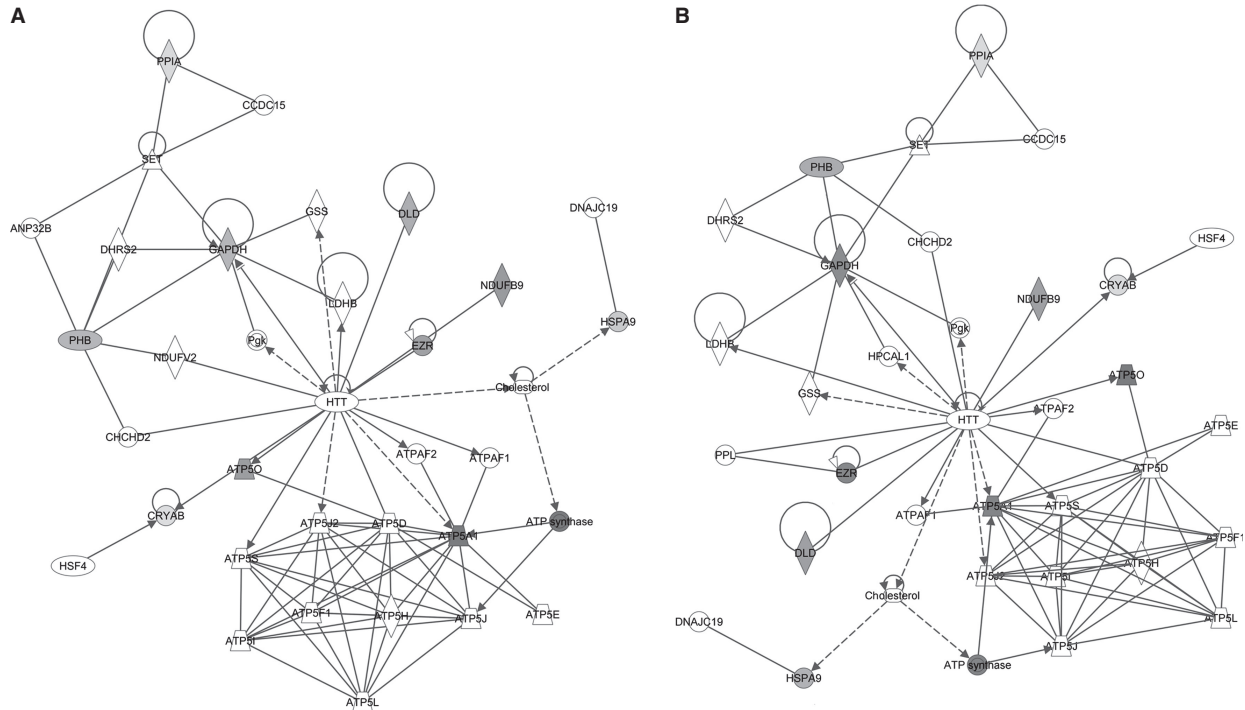 A
PPIA
CCDC15
SET
ANP32B
DHRS2
GAPDH
GSS
DLD
DNAJC19
LDHB
NDUFB9
HSPA9
PHB
NDUFV2
Pgk
EZR
Cholesterol
HTT
CHCHD2
ATP5O
ATPAF2
ATPAF1
CRYAB
ATP5J2
ATP5D
ATP5A1
ATP synthase
HSF4
ATP5S
ATP5F1
ATP5H
ATP5J
ATP5E
ATP5I
ATP5L
B
PPIA
SET
CCDC15
PHB
DHRS2
CHCHD2
HSF4
GAPDH
CRYAB
NDUFB9
LDHB
Pgk
HPCAL1
ATP5O
GSS
HTT
ATPAF2
ATP5E
PPL
EZR
ATP5D
ATPAF1
ATP5A1
ATP5S
DLD
ATP5F1
ATP5H
ATP5J2
ATP5I
Cholesterol
DNAJC19
ATP5L
ATP5J
ATP synthase
HSPA9